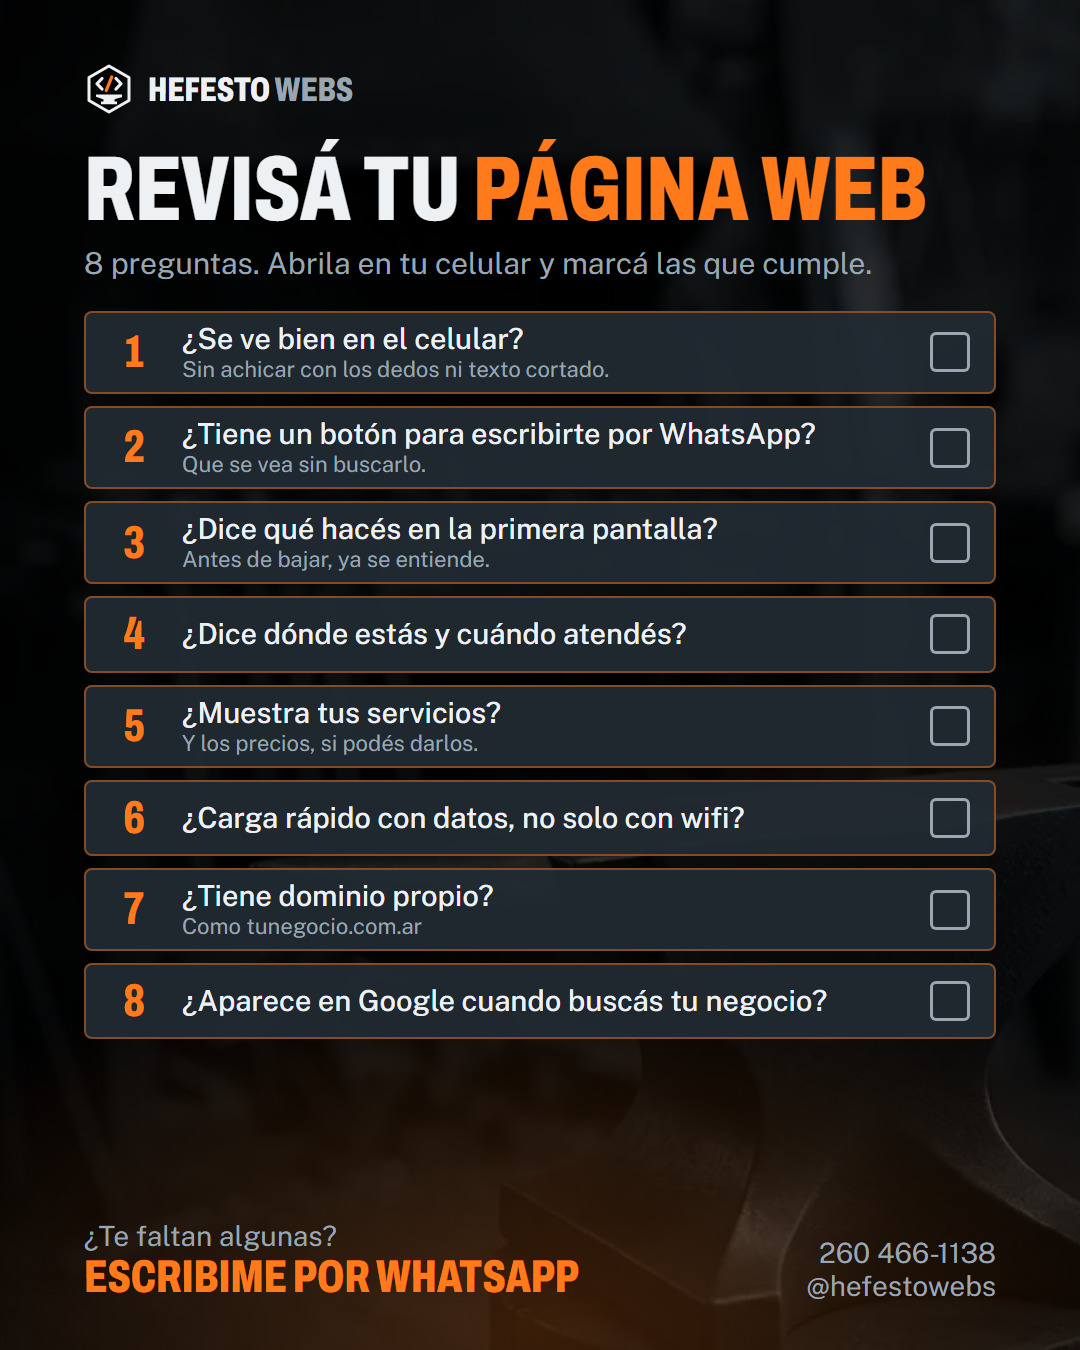 HEFESTO WEBS
REVISÁ TU PÁGINA WEB
8 preguntas. Abrila en tu celular y marcá las que cumple.
1
¿Se ve bien en el celular?
Sin achicar con los dedos ni texto cortado.
2
¿Tiene un botón para escribirte por WhatsApp?
Que se vea sin buscarlo.
3
¿Dice qué hacés en la primera pantalla?
Antes de bajar, ya se entiende.
4
¿Dice dónde estás y cuándo atendés?
5
¿Muestra tus servicios?
Y los precios, si podés darlos.
6
¿Carga rápido con datos, no solo con wifi?
7
¿Tiene dominio propio?
Como tunegocio.com.ar
8
¿Aparece en Google cuando buscás tu negocio?
¿Te faltan algunas?
ESCRIBIME POR WHATSAPP
260 466-1138
@hefestowebs